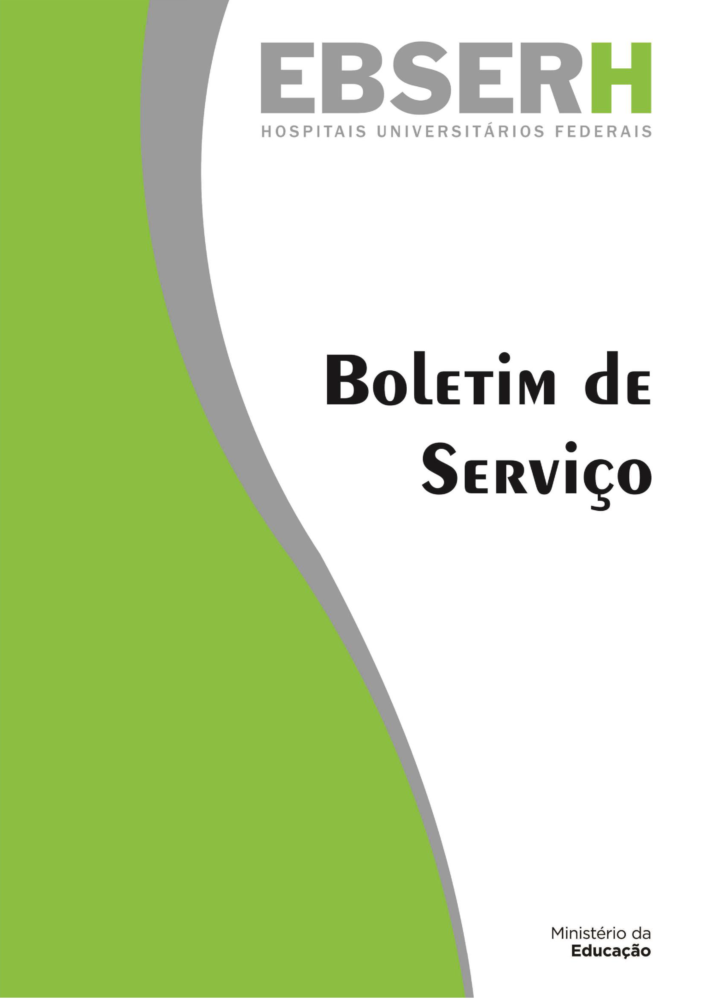 EBSERH
HOSPITAIS UNIVERSITÁRIOS FEDERAIS
Boletim de
Serviço
Ministério da
Educação